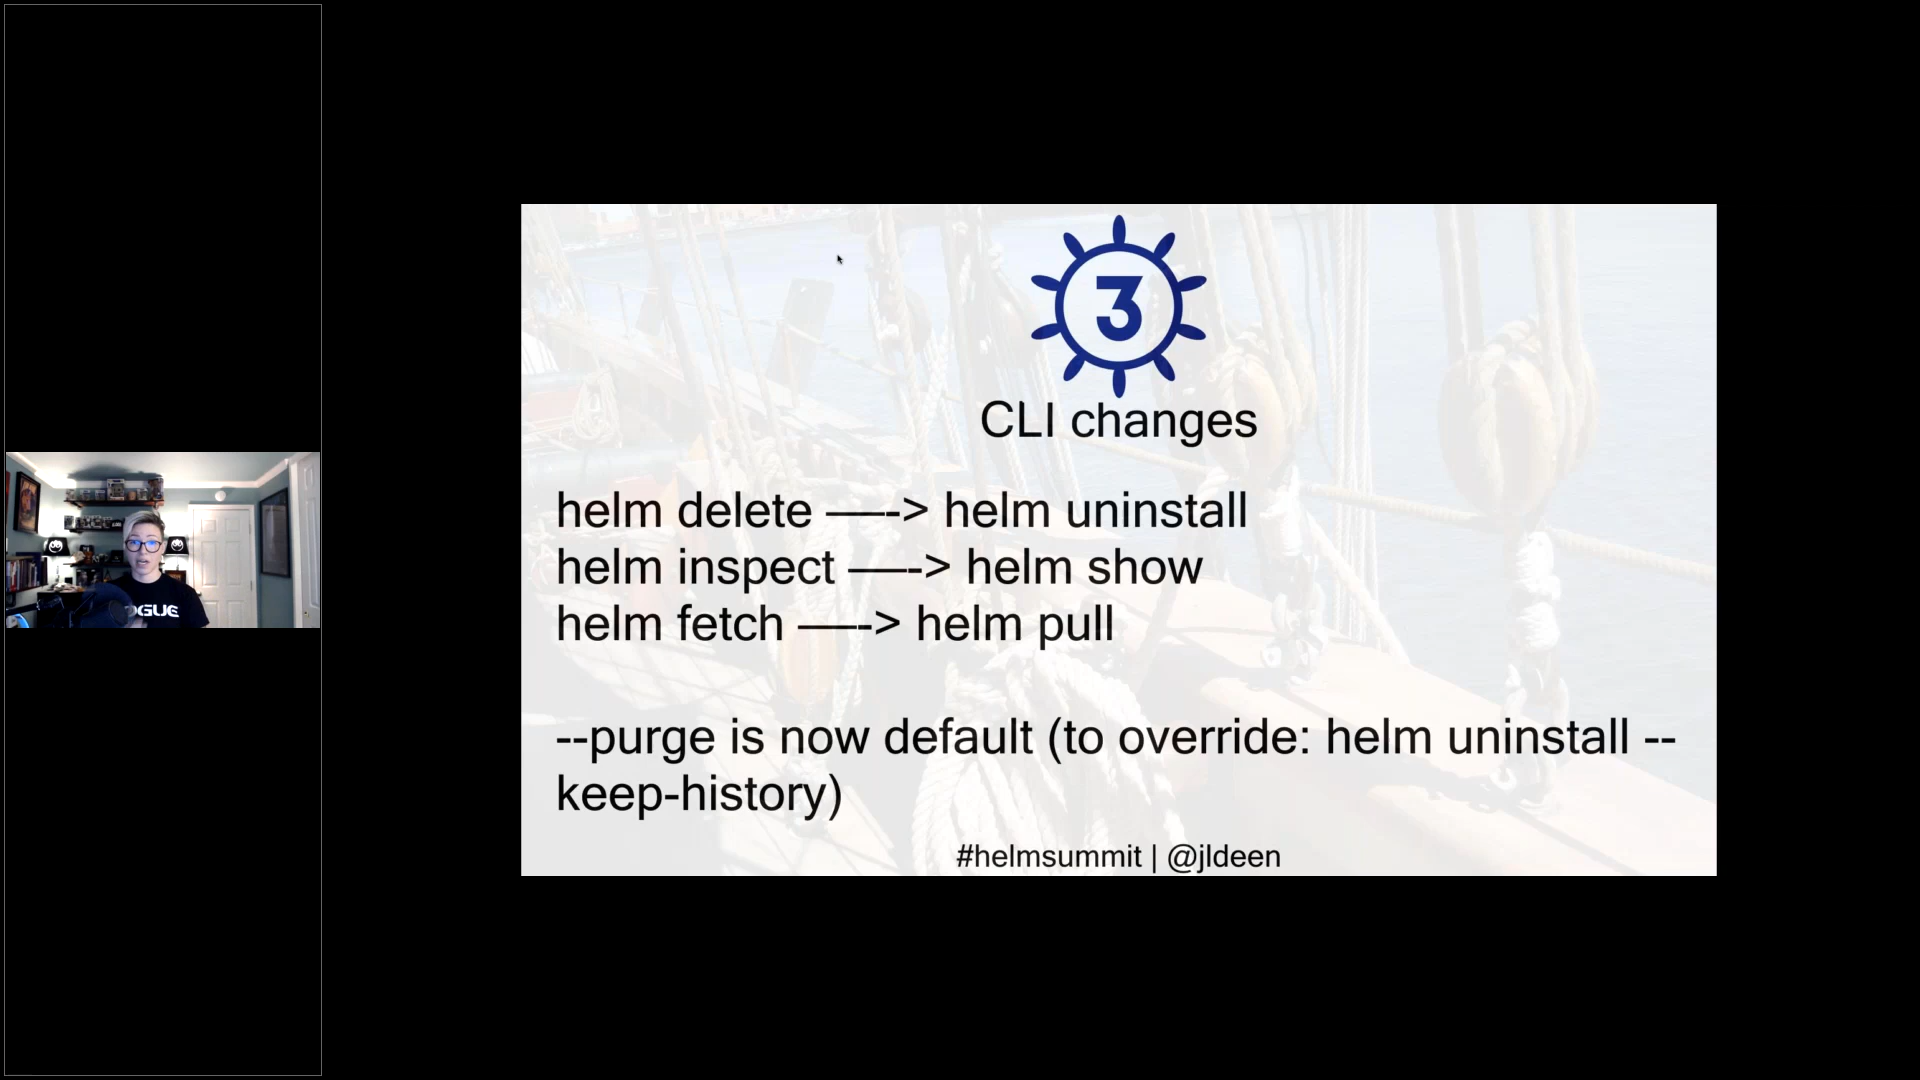 3
CLI changes
helm delete ——-> helm uninstall
helm inspect ——-> helm show
helm fetch ——-> helm pull
--purge is now default (to override: helm uninstall --
keep-history)
#helmsummit | @jldeen
OGUE